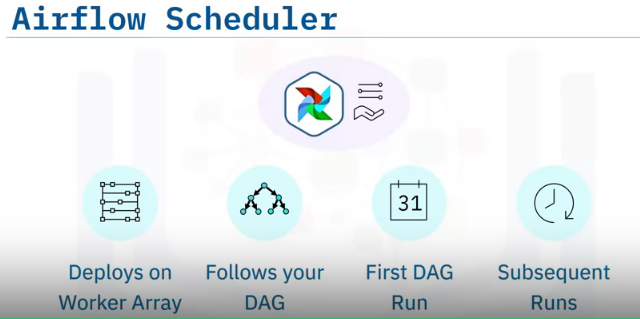 Airflow Scheduler
31
Deploys on
Worker Array
Follows your
DAG
First DAG
Run
Subsequent
Runs